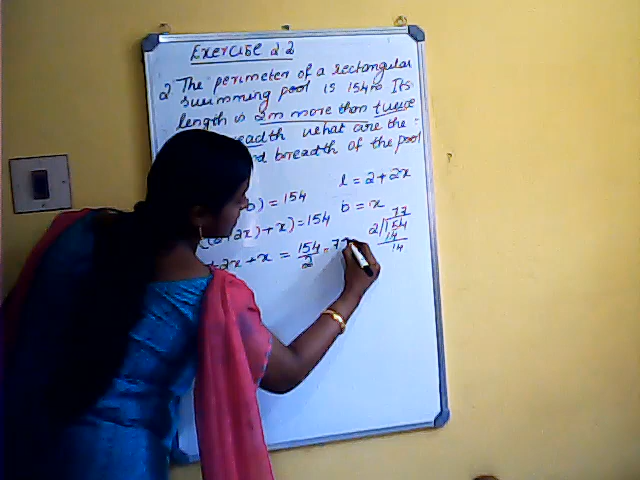 Exercise 2.2
2 The perimeter of a rectangular
swimming pool is 154m Its
length is 2m more than twice
breadth what are the
breadth of the pool
l = 2 + 2x
b) = 154
b = x
+ 2x) + x) = 154
77
2 154
14
14
2x + x = 154/2 = 77